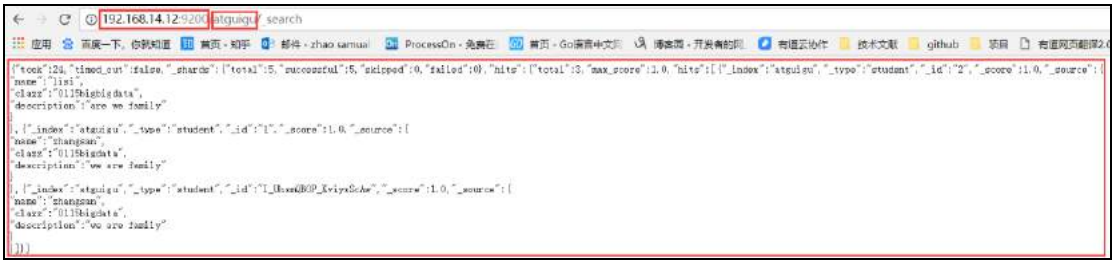 192.168.14.12:9200/atguigu/_search
应用 百度一下，你就知道 首页 - 知乎 邮件 - zhao samual ProcessOn - 免费在 首页 - Go语言中文网 博客园 - 开发者的网 有道云协作 技术文献 github 项目 有道网页翻译2.0
{"took":24,"timed_out":false,"_shards":{"total":5,"successful":5,"skipped":0,"failed":0},"hits":{"total":3,"max_score":1.0,"hits":[{"_index":"atguigu","_type":"student","_id":"2","_score":1.0,"_source":{
"name":"lisi",
"clazz":"0115bigbigdata",
"description":"are we family"
}
},{"_index":"atguigu","_type":"student","_id":"1","_score":1.0,"_source":{
"name":"zhangsan",
"clazz":"0115bigdata",
"description":"we are family"
}
},{"_index":"atguigu","_type":"student","_id":"","_score":1.0,"_source":{
"name":"zhangsan",
"clazz":"0115bigdata",
"description":"we are family"
}
}]}}